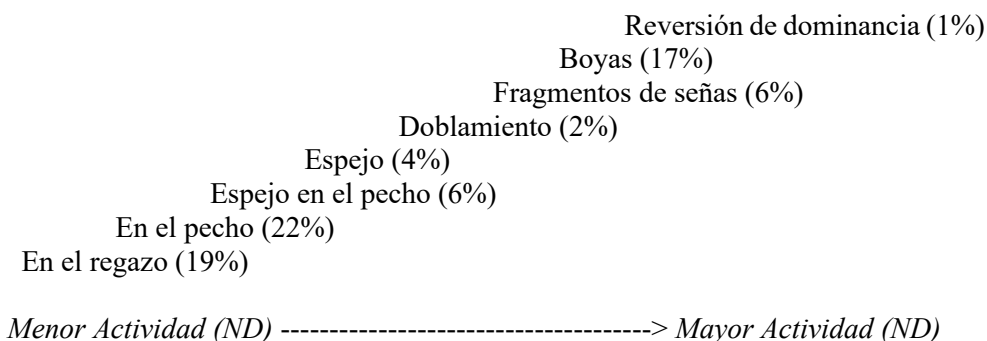 Reversión de dominancia (1%)
Boyas (17%)
Fragmentos de señas (6%)
Doblamiento (2%)
Espejo (4%)
Espejo en el pecho (6%)
En el pecho (22%)
En el regazo (19%)
Menor Actividad (ND) --------------------------------------> Mayor Actividad (ND)